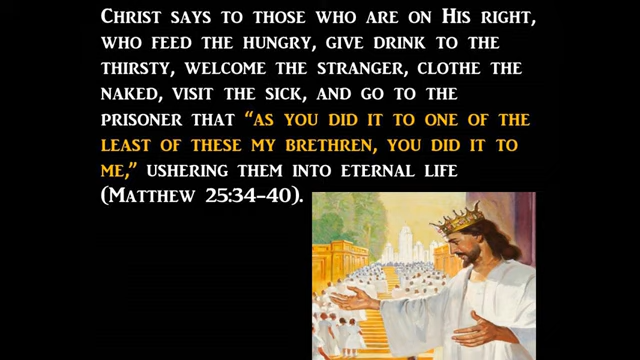 Christ says to those who are on His right,
who feed the hungry, give drink to the
thirsty, welcome the stranger, clothe the
naked, visit the sick, and go to the
prisoner that “as you did it to one of the
least of these my brethren, you did it to
me,” ushering them into eternal life
(Matthew 25:34–40).